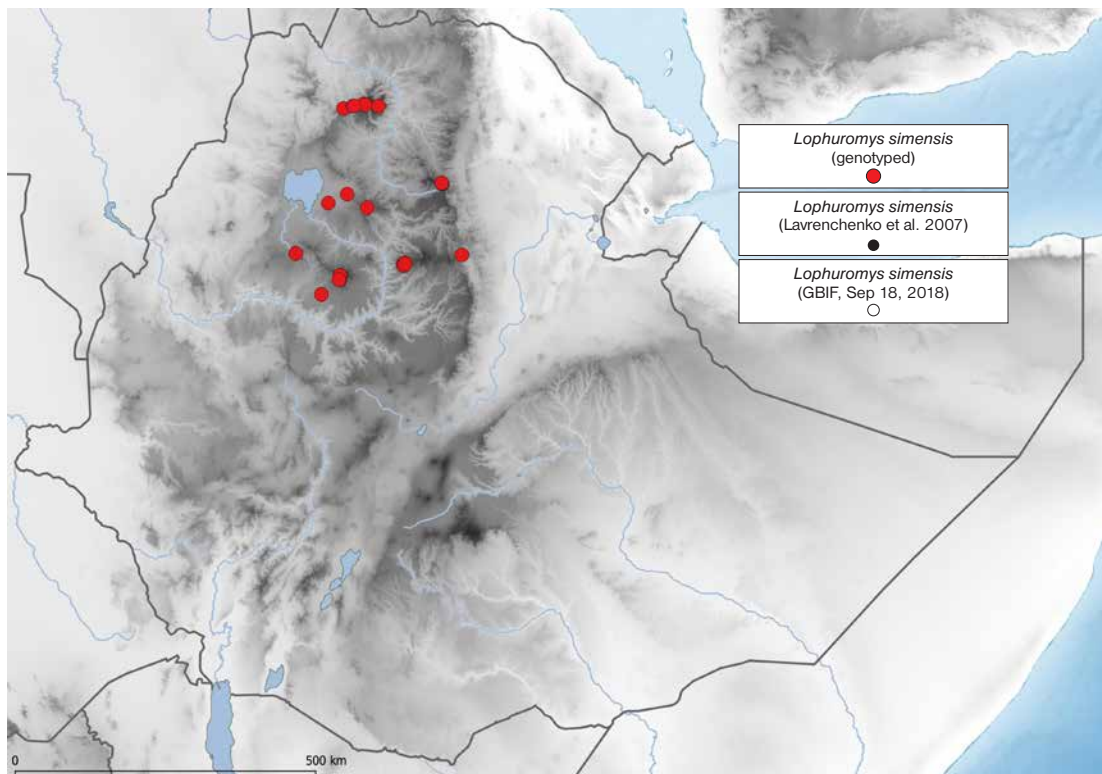 Lophuromys simensis
(genotyped)
Lophuromys simensis
(Lavrenchenko et al. 2007)
Lophuromys simensis
(GBIF, Sep 18, 2018)
0
500 km